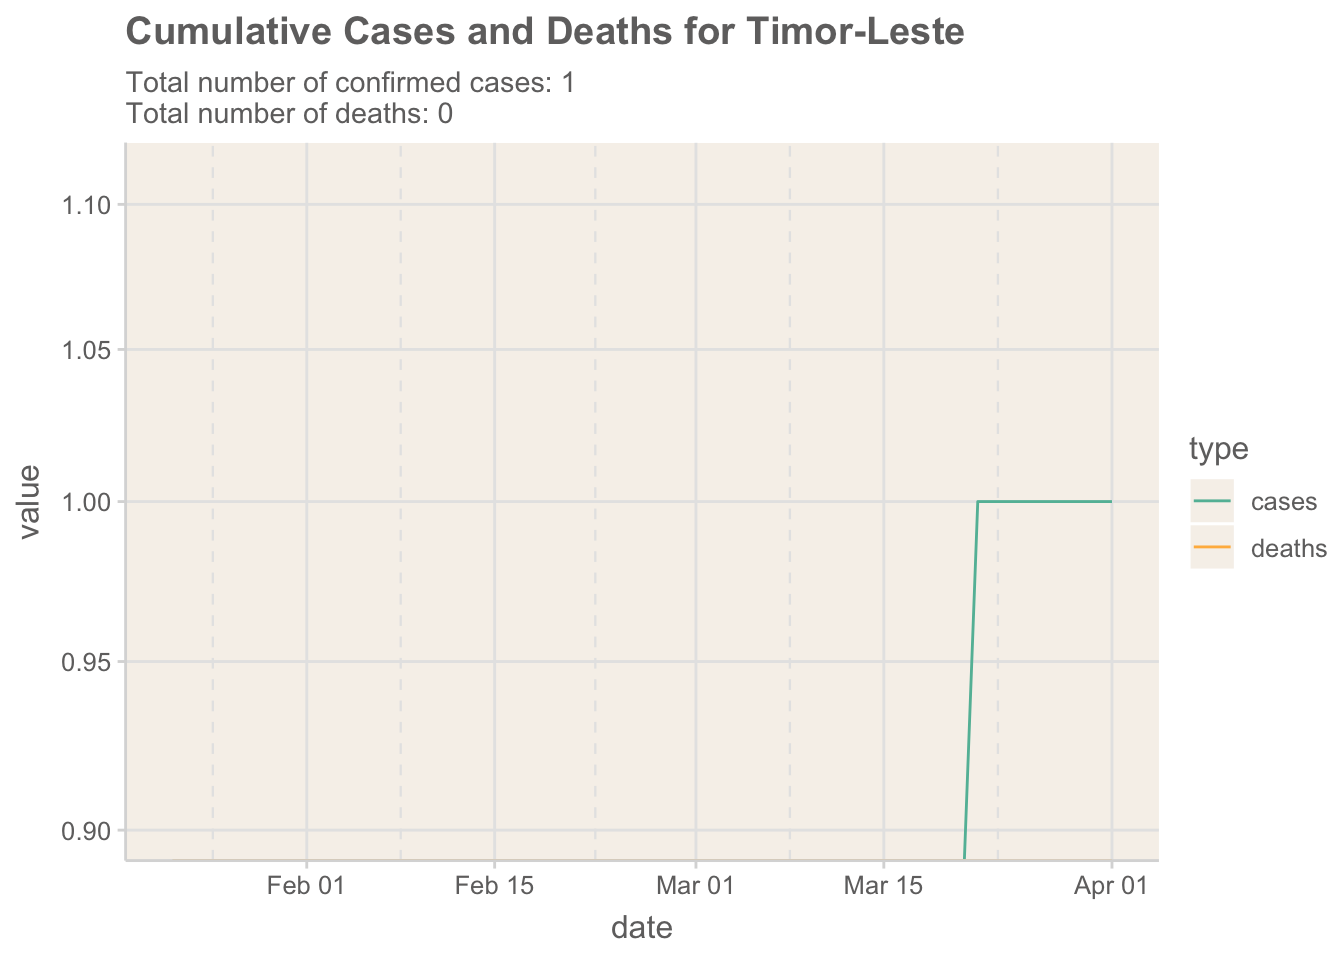 Cumulative Cases and Deaths for Timor-Leste
Total number of confirmed cases: 1
Total number of deaths: 0
value
1.10
1.05
1.00
0.95
0.90
Feb 01
Feb 15
Mar 01
Mar 15
Apr 01
date
type
cases
deaths